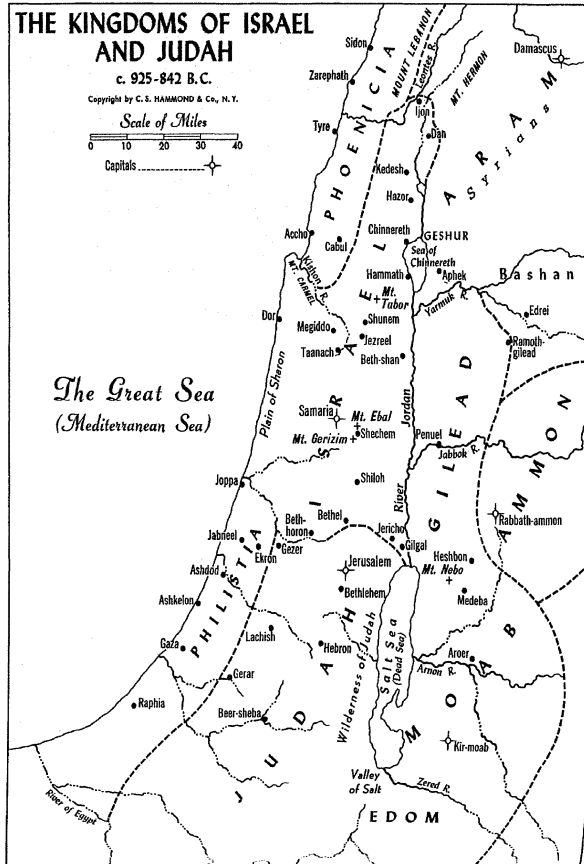 THE KINGDOMS OF ISRAEL
AND JUDAH
c. 925-842 B.C.
Copyright by C. S. HAMMOND & Co., N. Y.
Scale of Miles
0 10 20 30 40
Capitals
Sidon
MOUNT LEBANON
Leontes R.
Damascus
Zarephath
MT. HERMON
Ijon
Tyre
Dan
PHOENICIA
ARAM
Syrians
Kedesh
Hazor
Accho
Cabul
Chinnereth
GESHUR
Sea of
Chinnereth
Kishon R.
MT. CARMEL
Hammath
Aphek
Bashan
Mt.
Tabor
Yarmuk R.
Dor
Shunem
Edrei
Megiddo
Jezreel
Ramoth-
gilead
Taanach
Beth-shan
The Great Sea
(Mediterranean Sea)
Plain of Sharon
ISRAEL
Jordan
River
GILEAD
AMMON
Samaria
Mt. Ebal
Shechem
Mt. Gerizim
Penuel
Jabbok R.
Shiloh
Joppa
Bethel
Beth-
horon
Rabbath-ammon
Jericho
Gilgal
Jabneel
Ekron
Gezer
Heshbon
Mt. Nebo
Ashdod
Jerusalem
Bethlehem
Medeba
PHILISTIA
Ashkelon
Lachish
Hebron
Wilderness of Judah
Salt Sea
(Dead Sea)
Gaza
Aroer
Arnon R.
MOAB
Gerar
Raphia
Beer-sheba
JUDAH
Kir-moab
Valley
of Salt
Zered R.
River of Egypt
EDOM